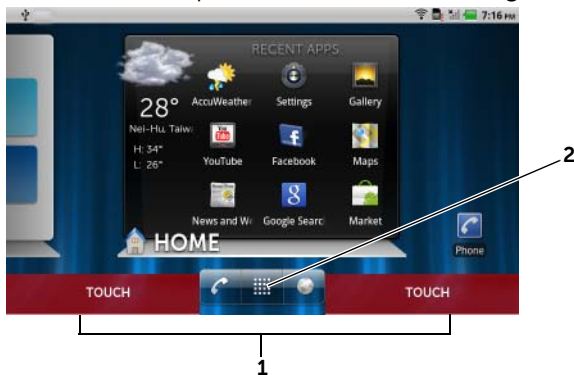 7:16 PM
RECENT APPS
28°
AccuWeather
Settings
Gallery
Nei-Hu, Taiw
H: 34°
L: 26°
YouTube
Facebook
Maps
News and W
Google Searc
Market
HOME
Phone
TOUCH
TOUCH
1
2